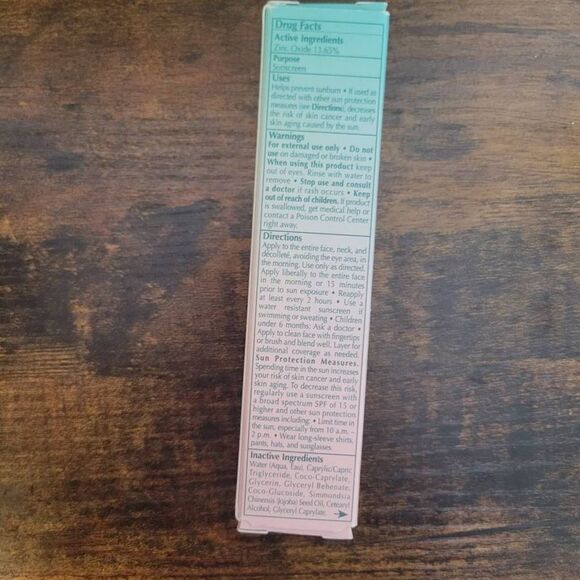 Drug Facts
Active Ingredients
Zinc Oxide 13.65%
Purpose
Sunscreen
Uses
Helps prevent sunburn • If used as
directed with other sun protection
measures (see Directions), decreases
the risk of skin cancer and early
skin aging caused by the sun.
Warnings
For external use only • Do not
use on damaged or broken skin •
When using this product keep
out of eyes. Rinse with water to
remove • Stop use and consult
a doctor if rash occurs • Keep
out of reach of children. If product
is swallowed, get medical help or
contact a Poison Control Center
right away.
Directions
Apply to the entire face, neck, and
décolleté, avoiding the eye area, in
the morning. Use only as directed.
Apply liberally to the entire face
in the morning or 15 minutes
prior to sun exposure • Reapply
at least every 2 hours • Use a
water resistant sunscreen if
swimming or sweating • Children
under 6 months: Ask a doctor •
Apply to clean face with fingertips
or brush and blend well. Layer for
additional coverage as needed.
Sun Protection Measures.
Spending time in the sun increases
your risk of skin cancer and early
skin aging. To decrease this risk,
regularly use a sunscreen with
a broad spectrum SPF of 15 or
higher and other sun protection
measures including: • Limit time in
the sun, especially from 10 a.m. –
2 p.m. • Wear long-sleeve shirts,
pants, hats, and sunglasses.
Inactive Ingredients
Water (Aqua, Eau), Caprylic/Capric
Triglyceride, Coco-Caprylate,
Glycerin, Glyceryl Behenate,
Coco-Glucoside, Simmondsia
Chinensis (Jojoba) Seed Oil, Cetearyl
Alcohol, Glyceryl Caprylate,